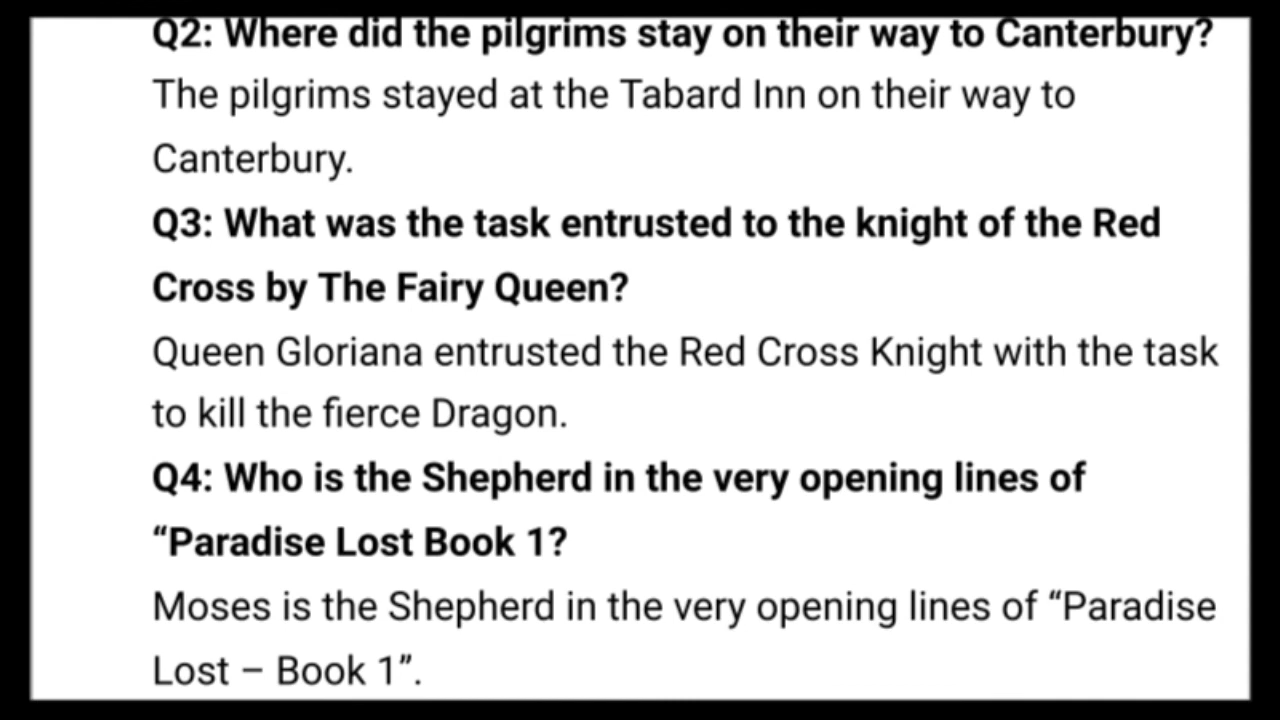 Q2: Where did the pilgrims stay on their way to Canterbury?
The pilgrims stayed at the Tabard Inn on their way to
Canterbury.
Q3: What was the task entrusted to the knight of the Red
Cross by The Fairy Queen?
Queen Gloriana entrusted the Red Cross Knight with the task
to kill the fierce Dragon.
Q4: Who is the Shepherd in the very opening lines of
“Paradise Lost Book 1?
Moses is the Shepherd in the very opening lines of “Paradise
Lost – Book 1”.